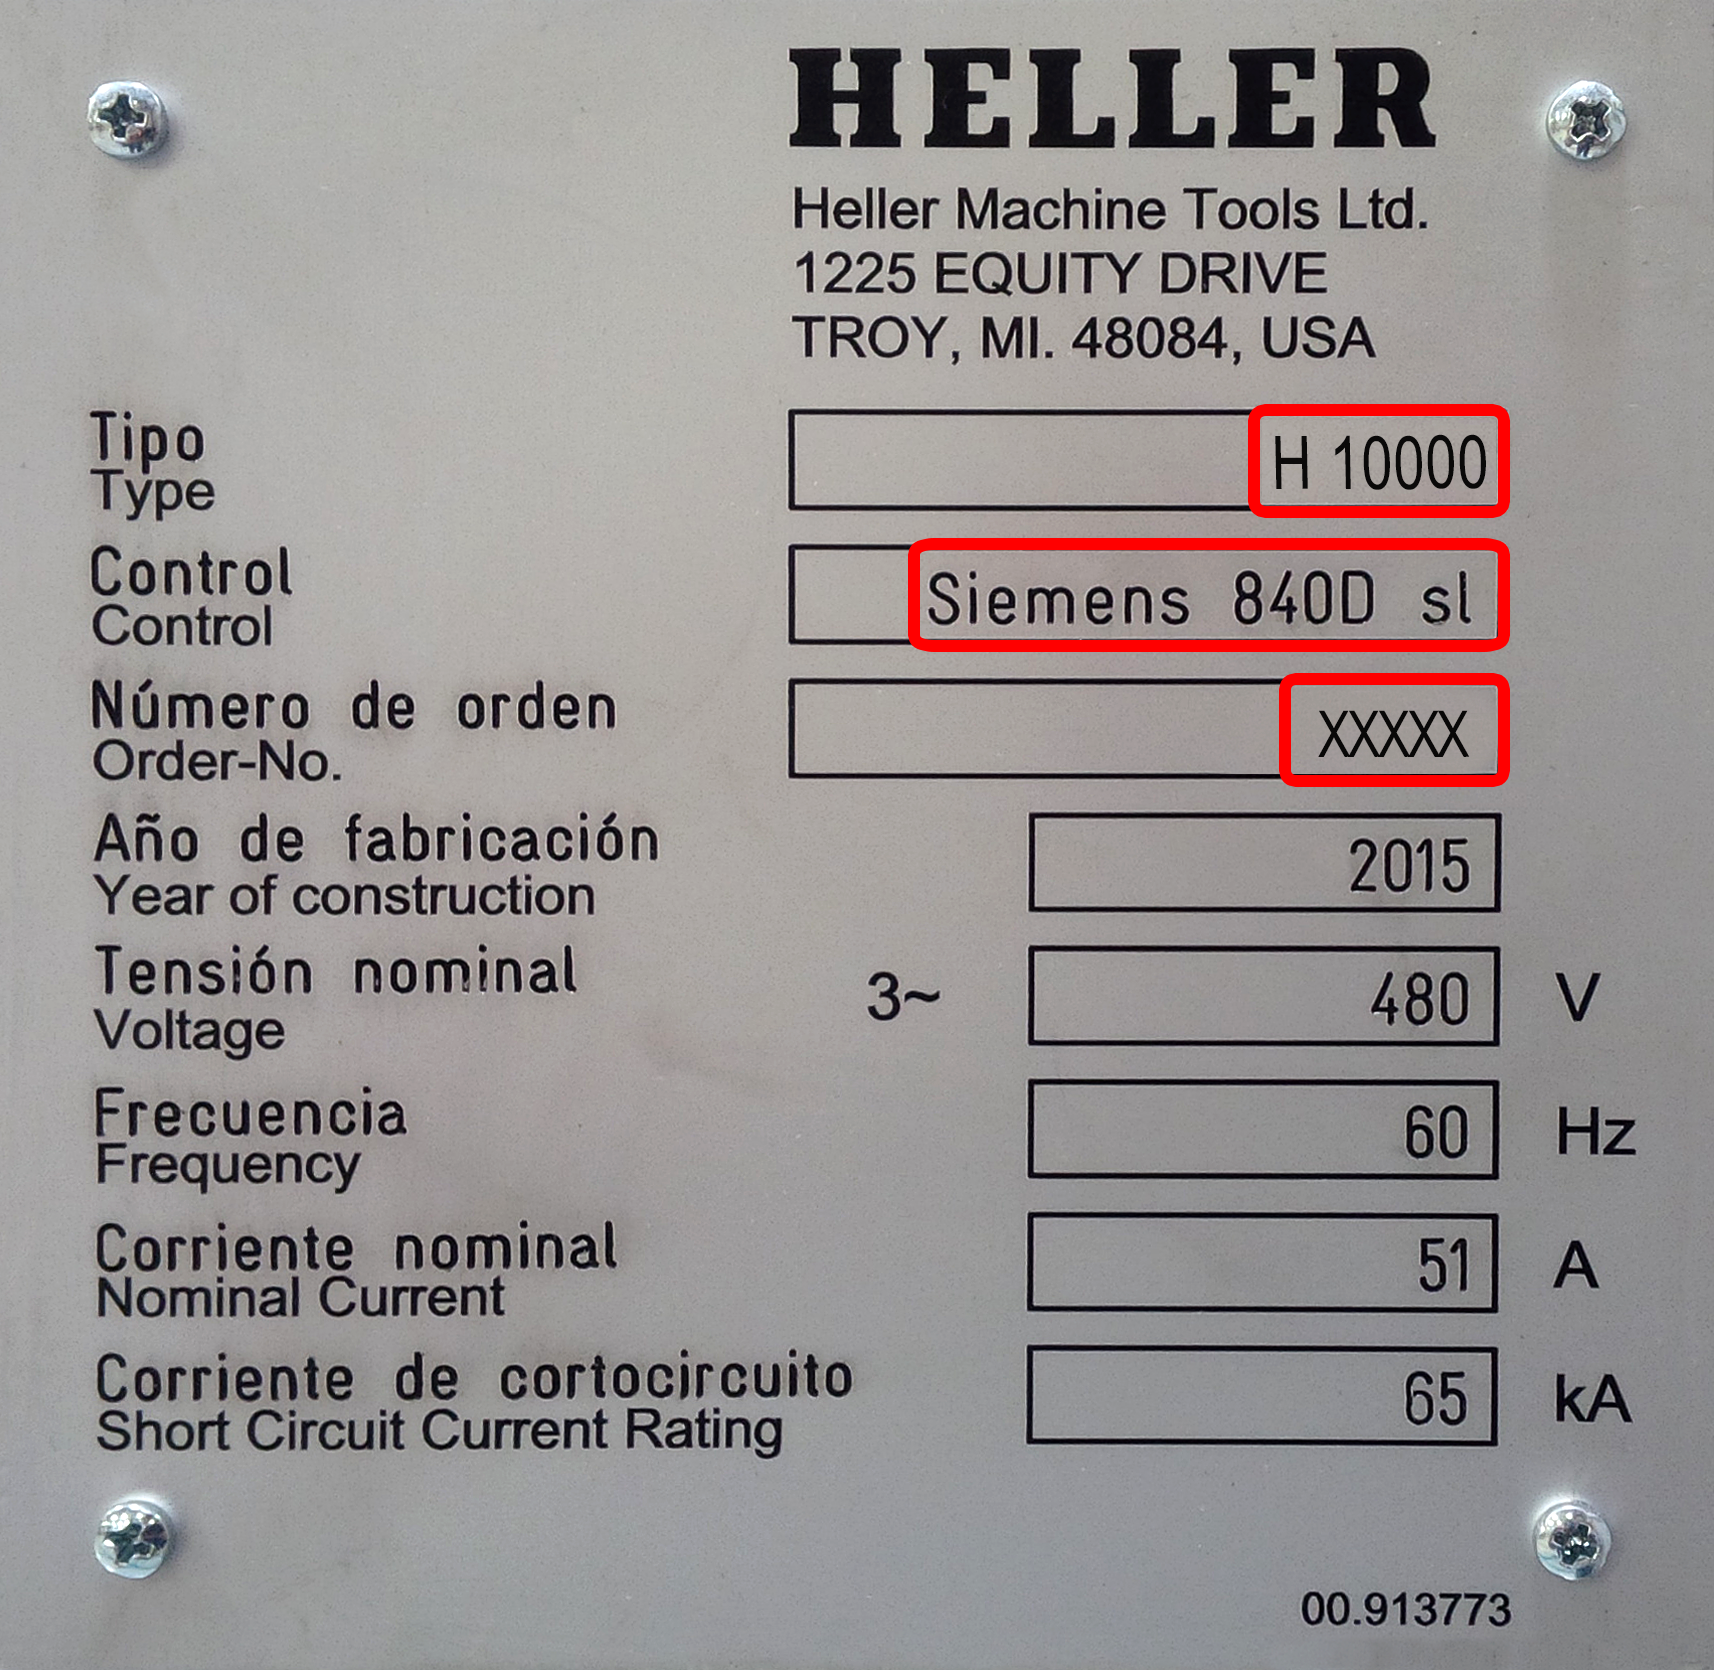 HELLER
Heller Machine Tools Ltd.
1225 EQUITY DRIVE
TROY, MI. 48084, USA
Tipo
Type
H 10000
Control
Control
Siemens 840D sl
Número de orden
Order-No.
XXXXX
Año de fabricación
Year of construction
2015
Tensión nominal
Voltage
3~ 480 V
Frecuencia
Frequency
60 Hz
Corriente nominal
Nominal Current
51 A
Corriente de cortocircuito
Short Circuit Current Rating
65 kA
00.913773